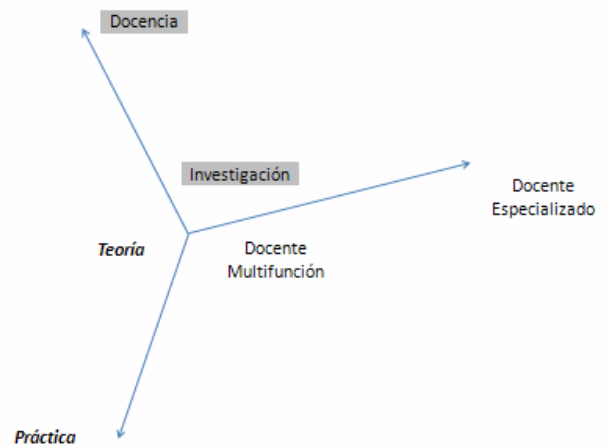 Docencia
Investigación
Docente
Especializado
Teoría
Docente
Multifunción
Práctica